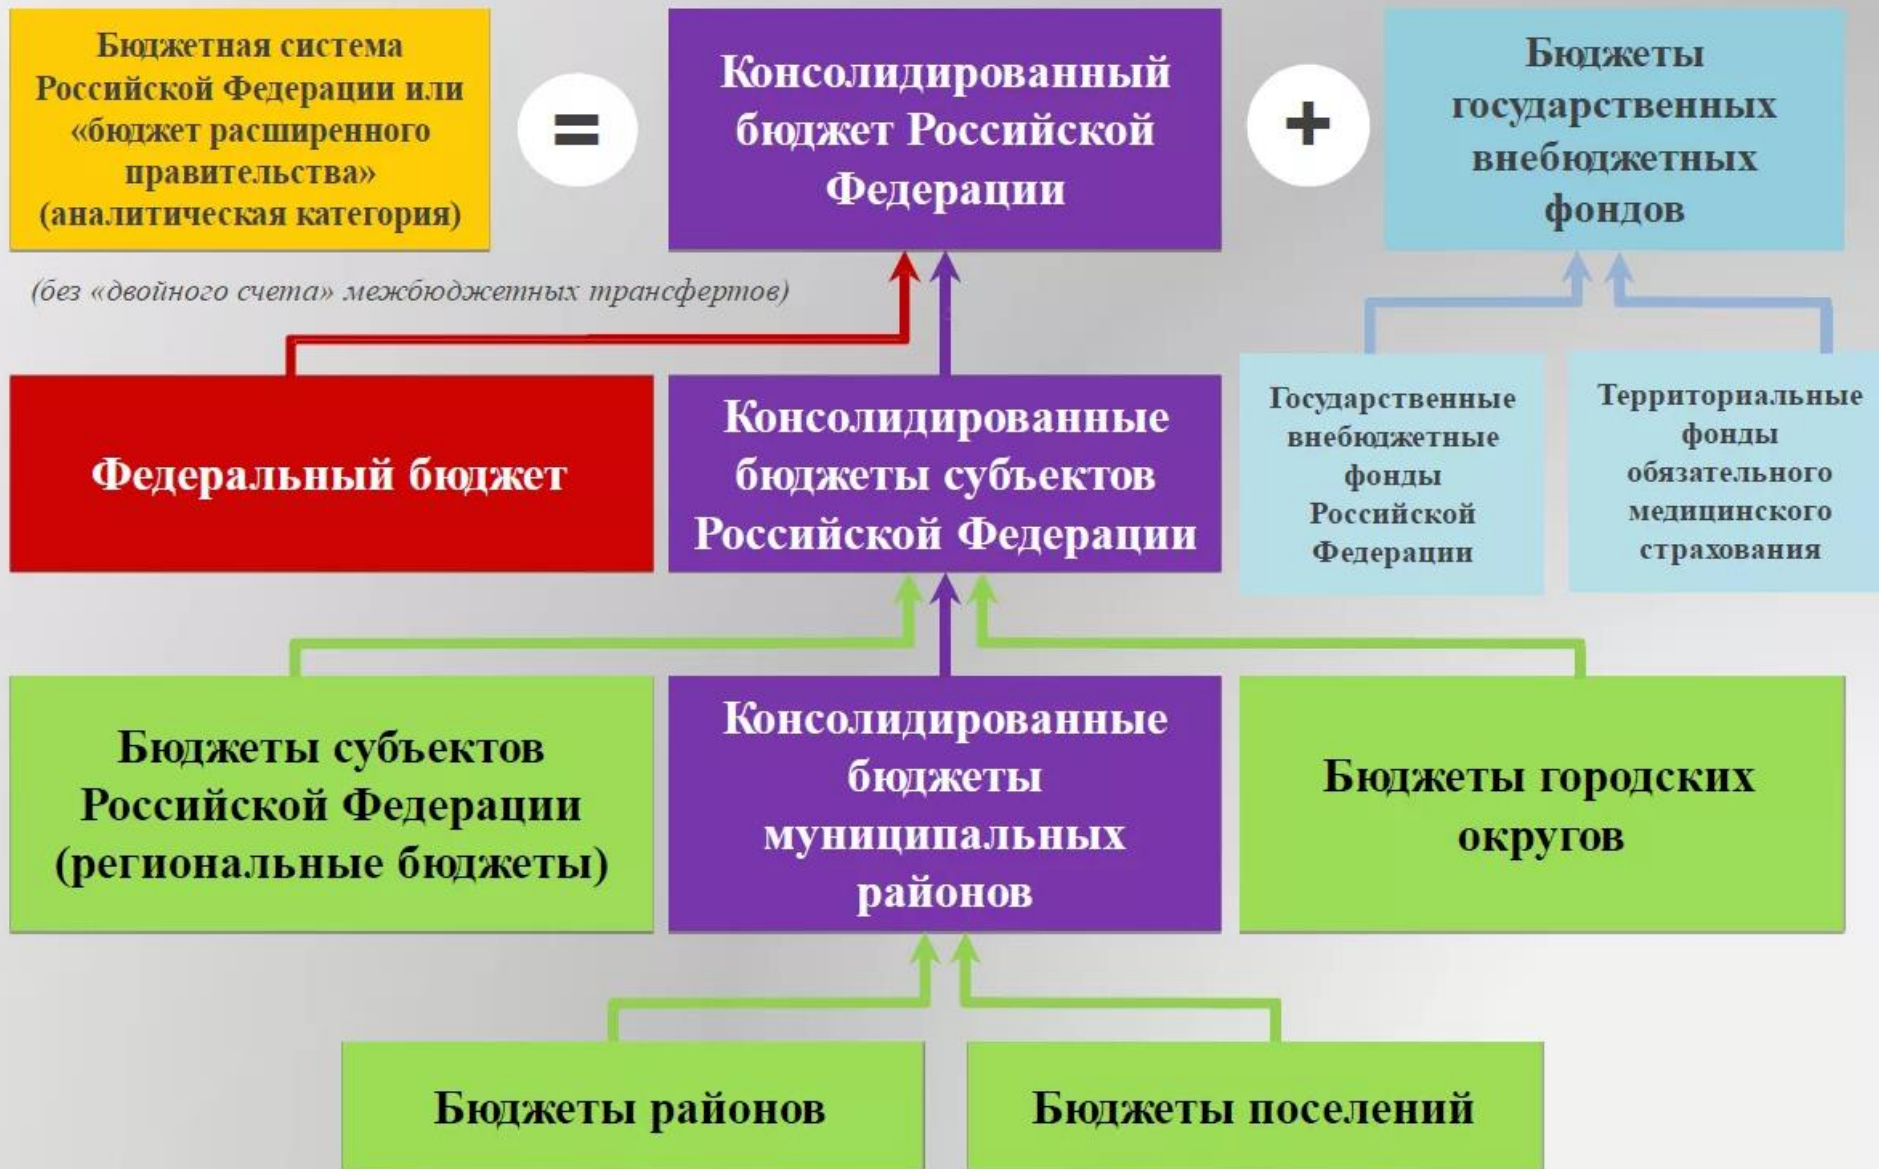 Бюджетная система
Российской Федерации или
«бюджет расширенного
правительства»
(аналитическая категория)
=
Консолидированный
бюджет Российской
Федерации
+
Бюджеты
государственных
внебюджетных
фондов
(без «двойного счета» межбюджетных трансфертов)
Федеральный бюджет
Консолидированные
бюджеты субъектов
Российской Федерации
Государственные
внебюджетные
фонды
Российской
Федерации
Территориальные
фонды
обязательного
медицинского
страхования
Бюджеты субъектов
Российской Федерации
(региональные бюджеты)
Консолидированные
бюджеты
муниципальных
районов
Бюджеты городских
округов
Бюджеты районов
Бюджеты поселений